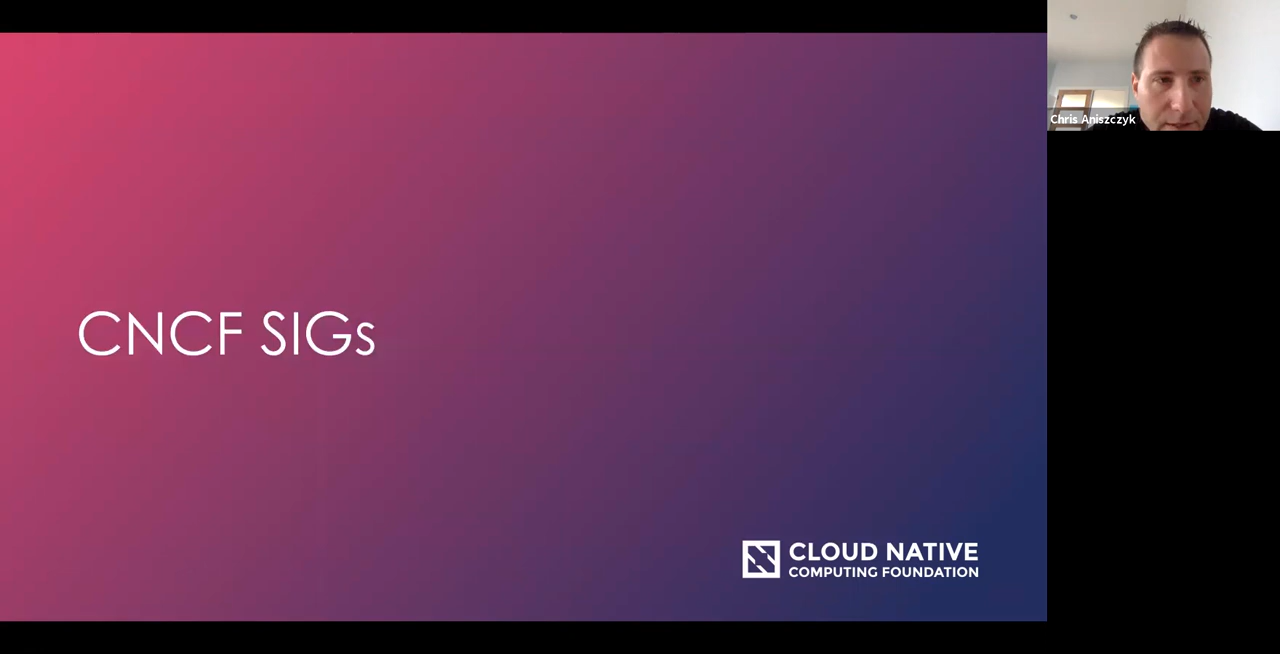 CNCF SIGs
CLOUD NATIVE
COMPUTING FOUNDATION
Chris Aniszczyk